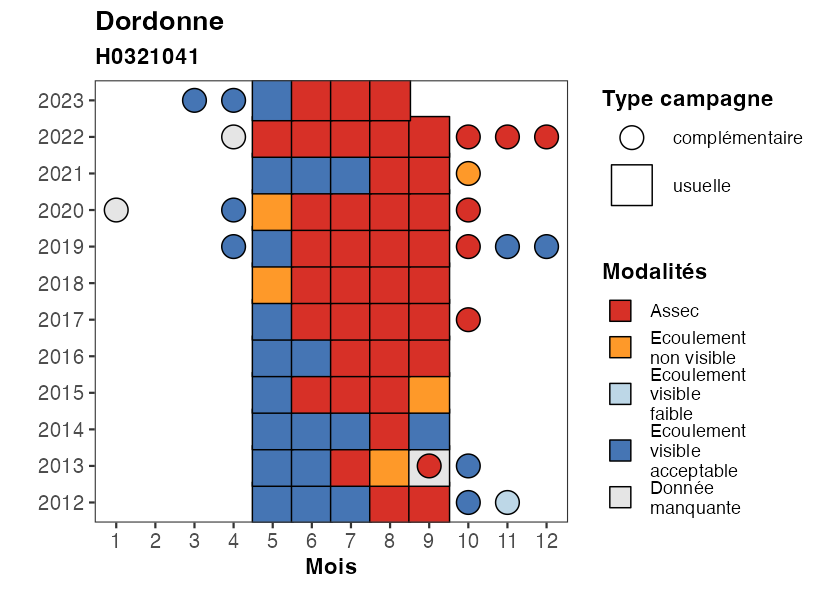 Dordonne
H0321041
2023
2022
2021
2020
2019
2018
2017
2016
2015
2014
2013
2012
1 2 3 4 5 6 7 8 9 10 11 12
Mois
Type campagne
complémentaire
usuelle
Modalités
Assec
Ecoulement
non visible
Ecoulement
visible
faible
Ecoulement
visible
acceptable
Donnée
manquante